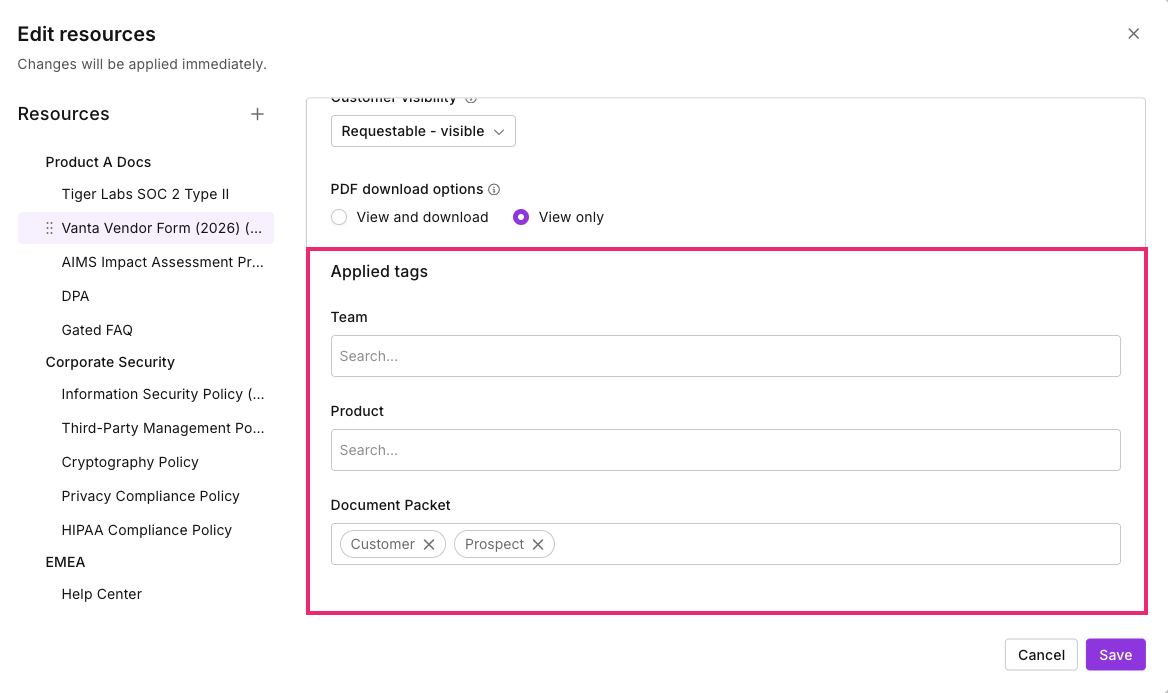 Edit resources
Changes will be applied immediately.
Resources
Product A Docs
Tiger Labs SOC 2 Type II
Vanta Vendor Form (2026) (...
AIMS Impact Assessment Pr...
DPA
Gated FAQ
Corporate Security
Information Security Policy (...
Third-Party Management Po...
Cryptography Policy
Privacy Compliance Policy
HIPAA Compliance Policy
EMEA
Help Center
Customer visibility
Requestable - visible
PDF download options
View and download
View only
Applied tags
Team
Search...
Product
Search...
Document Packet
Customer
Prospect
Cancel
Save